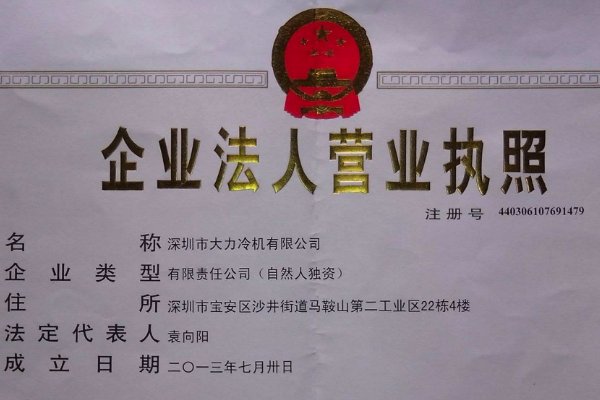 企业法人营业执照
注册号 440306107691479
名称 深圳市大力冷机有限公司
企业类型 有限责任公司（自然人独资）
住所 深圳市宝安区沙井街道马鞍山第二工业区22栋4楼
法定代表人 袁向阳
成立日期 二〇一三年七月卅日